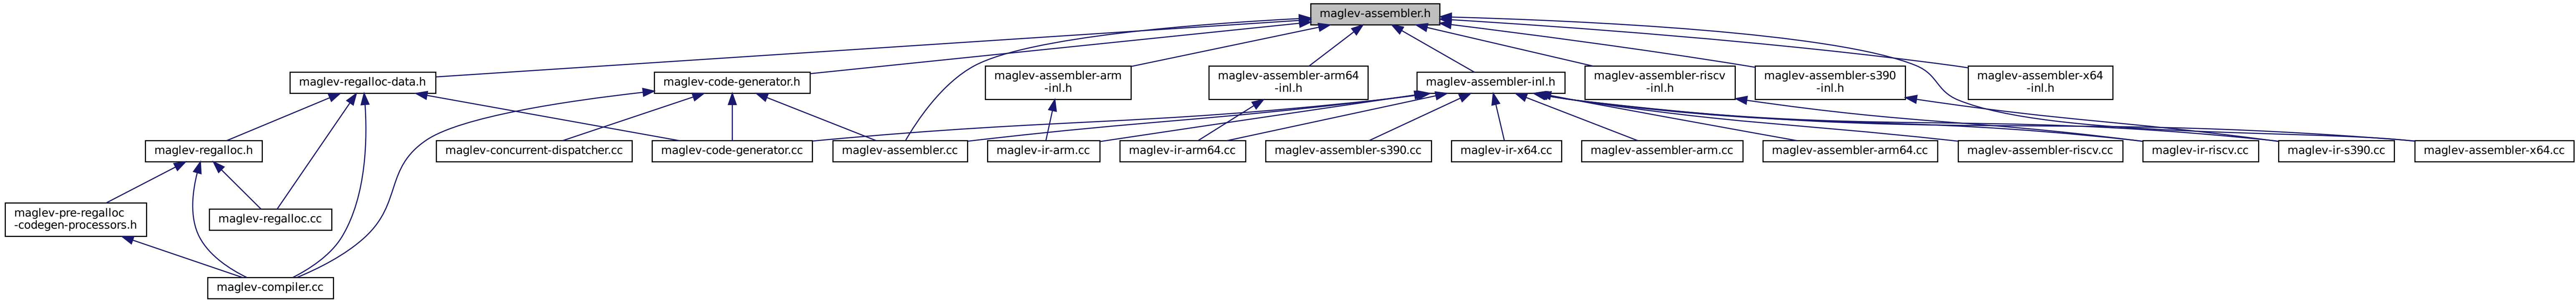 maglev-assembler.h
maglev-regalloc-data.h
maglev-code-generator.h
maglev-assembler-arm
-inl.h
maglev-assembler-arm64
-inl.h
maglev-assembler-inl.h
maglev-assembler-riscv
-inl.h
maglev-assembler-s390
-inl.h
maglev-assembler-x64
-inl.h
maglev-regalloc.h
maglev-concurrent-dispatcher.cc
maglev-code-generator.cc
maglev-assembler.cc
maglev-ir-arm.cc
maglev-ir-arm64.cc
maglev-assembler-s390.cc
maglev-ir-x64.cc
maglev-assembler-arm.cc
maglev-assembler-arm64.cc
maglev-assembler-riscv.cc
maglev-ir-riscv.cc
maglev-ir-s390.cc
maglev-assembler-x64.cc
maglev-pre-regalloc
-codegen-processors.h
maglev-regalloc.cc
maglev-compiler.cc